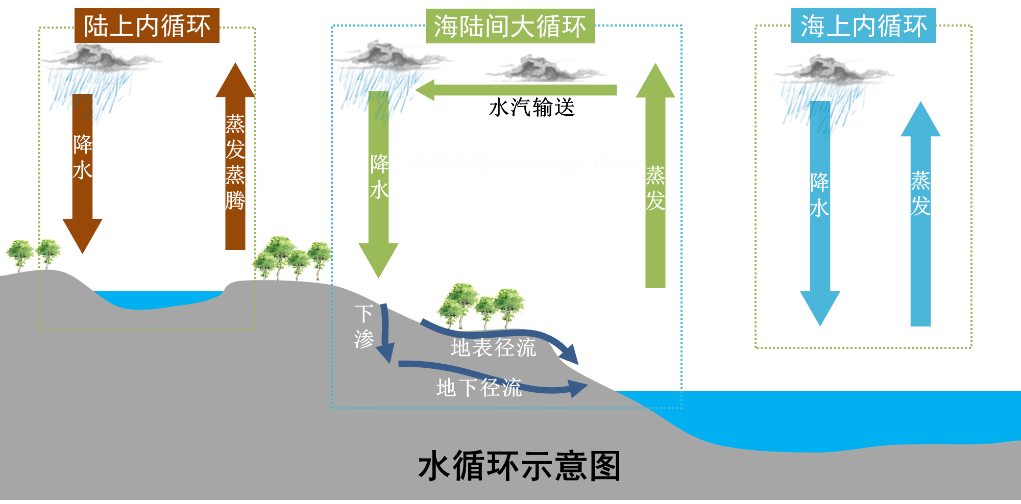 陆上内循环
海陆间大循环
海上内循环
水汽输送
降水
蒸发蒸腾
降水
蒸发
降水
蒸发
下渗
地表径流
地下径流
水循环示意图